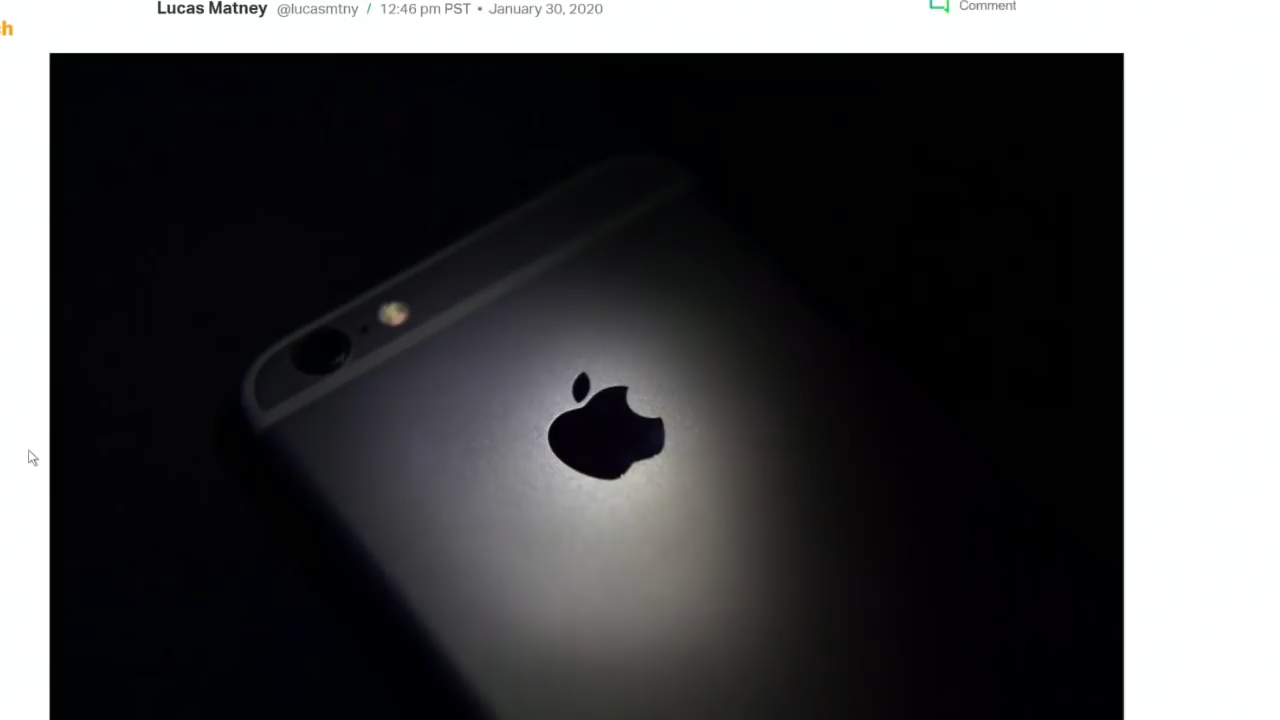 Lucas Matney @lucasmtny / 12:46 pm PST • January 30, 2020
Comment
h